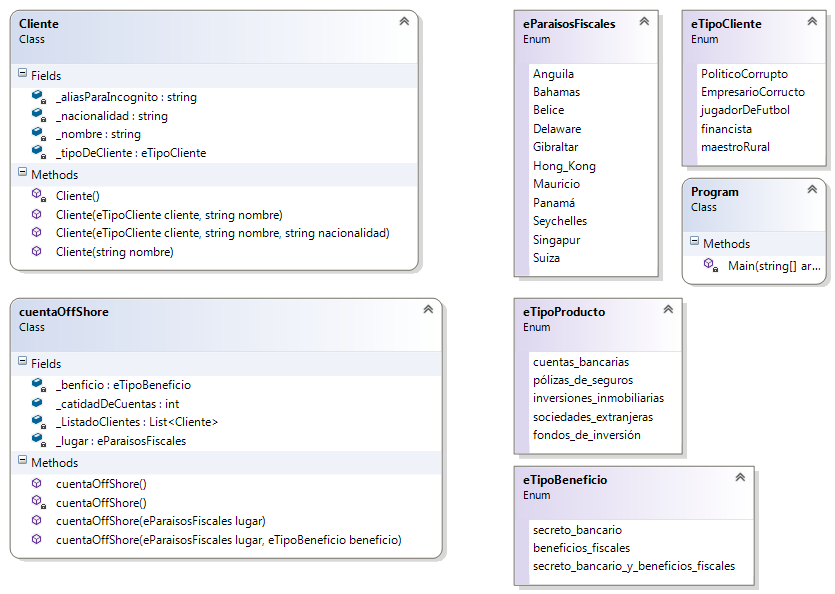 Cliente
Class
Fields
_aliasParaIncognito : string
_nacionalidad : string
_nombre : string
_tipoDeCliente : eTipoCliente
Methods
Cliente()
Cliente(eTipoCliente cliente, string nombre)
Cliente(eTipoCliente cliente, string nombre, string nacionalidad)
Cliente(string nombre)
eParaisosFiscales
Enum
Anguila
Bahamas
Belice
Delaware
Gibraltar
Hong_Kong
Mauricio
Panamá
Seychelles
Singapur
Suiza
eTipoCliente
Enum
PoliticoCorrupto
EmpresarioCorructo
jugadorDeFutbol
financista
maestroRural
Program
Class
Methods
Main(string[] ar...
cuentaOffShore
Class
Fields
_benficio : eTipoBeneficio
_catidadDeCuentas : int
_ListadoClientes : List<Cliente>
_lugar : eParaisosFiscales
Methods
cuentaOffShore()
cuentaOffShore()
cuentaOffShore(eParaisosFiscales lugar)
cuentaOffShore(eParaisosFiscales lugar, eTipoBeneficio beneficio)
eTipoProducto
Enum
cuentas_bancarias
pólizas_de_seguros
inversiones_inmobiliarias
sociedades_extranjeras
fondos_de_inversión
eTipoBeneficio
Enum
secreto_bancario
beneficios_fiscales
secreto_bancario_y_beneficios_fiscales